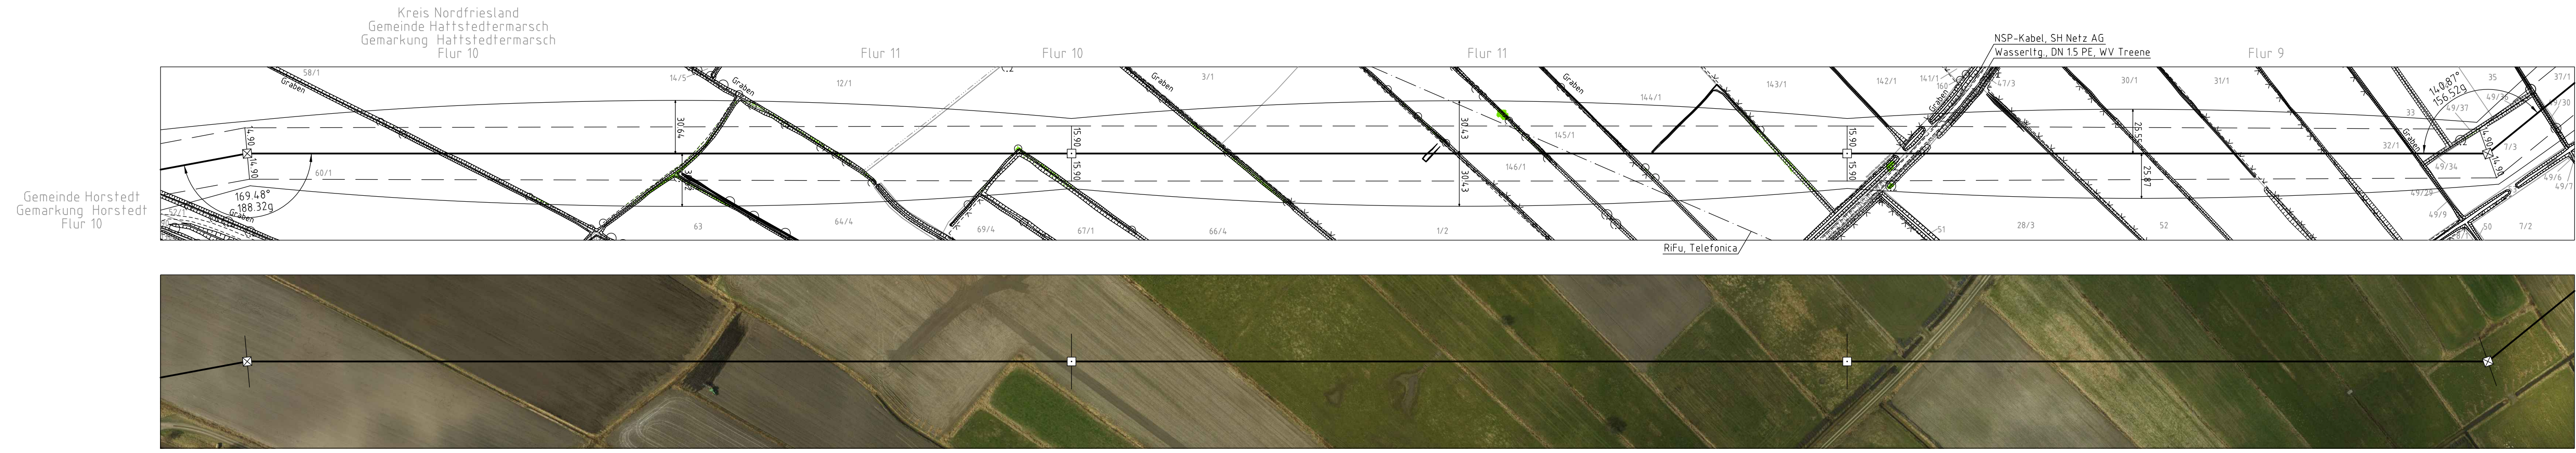 Kreis Nordfriesland
Gemeinde Hattstedtermarsch
Gemarkung Hattstedtermarsch
Flur 10
Flur 11
Flur 10
Flur 11
Flur 9
NSP-Kabel, SH Netz AG
Wasserltg., DN 1.5 PE, WV Treene
58/1
Graben
14/5
Graben
12/1
Graben
3/1
Graben
144/1
143/1
142/1
141/1
160
Graben
47/3
30/1
31/1
33
140.87°
156.52g
49/37
35
37/1
49/30
14.90
14.90
30.64
15.90
15.90
30.43
30.43
145/1
146/1
15.90
15.90
25.87
32/1
Graben
49/34
7/3
14.90
14.90
60/1
169.48°
188.32g
Graben
52/1
63
64/4
69/4
67/1
66/4
1/2
RiFu, Telefonica
51
28/3
52
49/29
49/9
49/6
49/7
50
7/2
Gemeinde Horstedt
Gemarkung Horstedt
Flur 10